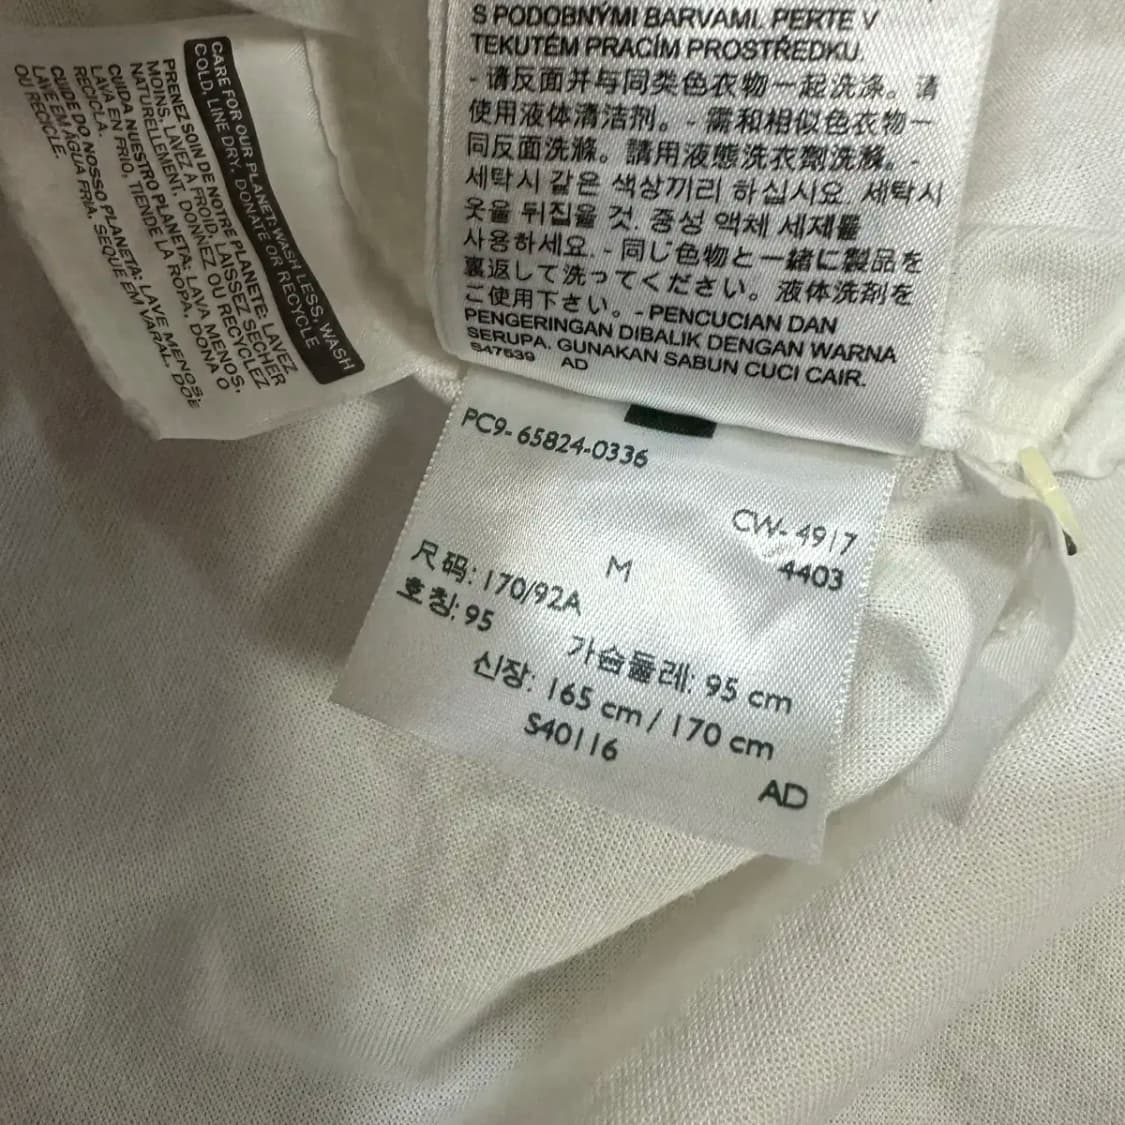 CARE FOR OUR PLANET: WASH LESS, WASH
COLD, LINE DRY, DONATE OR RECYCLE
PRENEZ SOIN DE NOTRE PLANETE: LAVEZ
MOINS, LAVEZ A FROID, LAISSEZ SECHER
NATURELLEMENT, DONNEZ OU RECYCLEZ
CUIDA NUESTRO PLANETA: LAVA MENOS,
LAVA EN FRIO, TIENDE LA ROPA, DONA O
RECICLA.
CUIDE DO NOSSO PLANETA: LAVE MENOS,
LAVE EM AGUA FRIA, SEQUE EM VARAL, DOE
OU RECICLE.
S PODOBNÝMI BARVAMI. PERTE V
TEKUTÉM PRACÍM PROSTŘEDKU.
- 请反面并与同类色衣物一起洗涤。请
使用液体清洁剂。- 需和相似色衣物一
同反面洗滌。請用液態洗衣劑洗滌。-
세탁시 같은 색상끼리 하십시요. 세탁시
옷을 뒤집을 것. 중성 액체 세제를
사용하세요. - 同じ色物と一緒に製品を
裏返して洗ってください。液体洗剤を
ご使用下さい。- PENCUCIAN DAN
PENGERINGAN DIBALIK DENGAN WARNA
SERUPA. GUNAKAN SABUN CUCI CAIR.
S47539 AD
PC9-65824-0336
CW-4917
4403
M
尺码: 170/92A
호칭: 95
가슴둘레: 95 cm
신장: 165 cm / 170 cm
S40116
AD